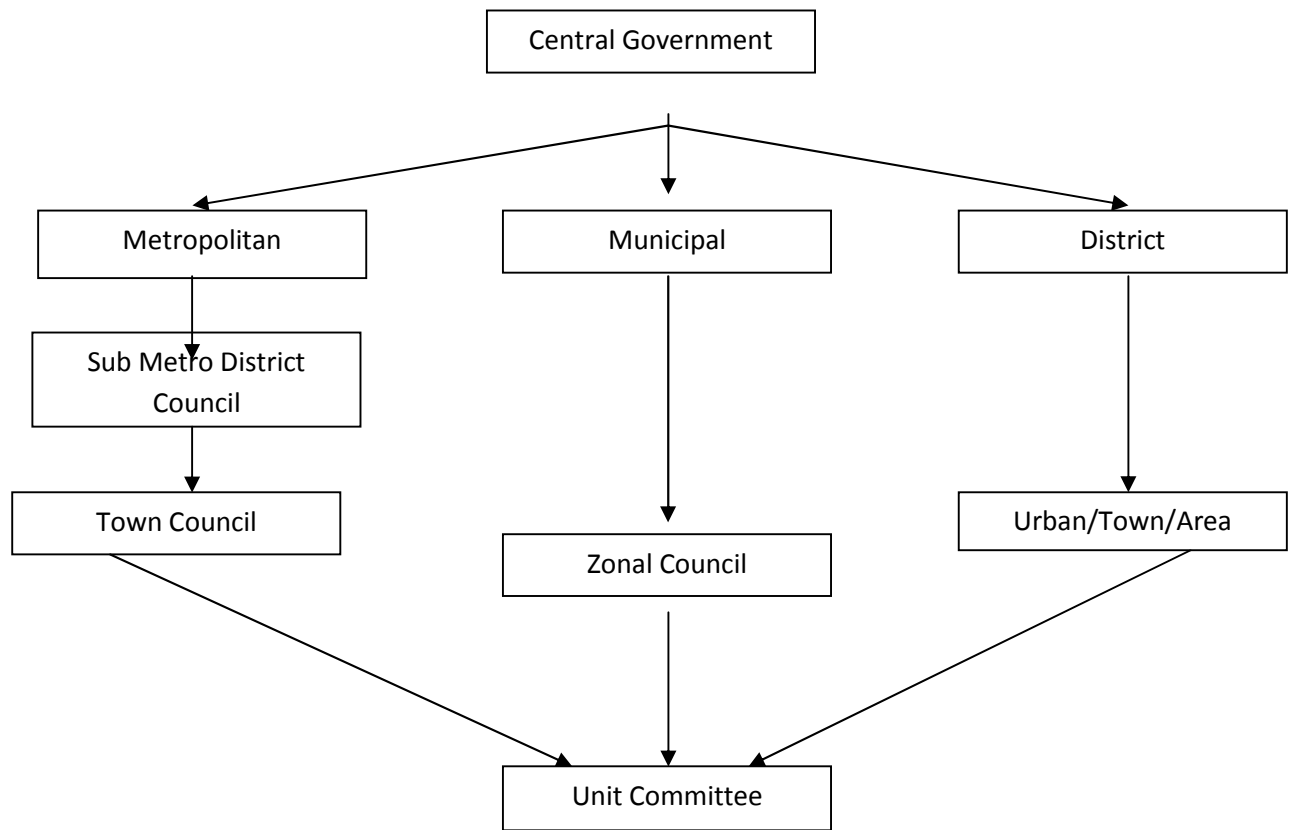 Central Government
Metropolitan
Municipal
District
Sub Metro District
Council
Town Council
Urban/Town/Area
Zonal Council
Unit Committee